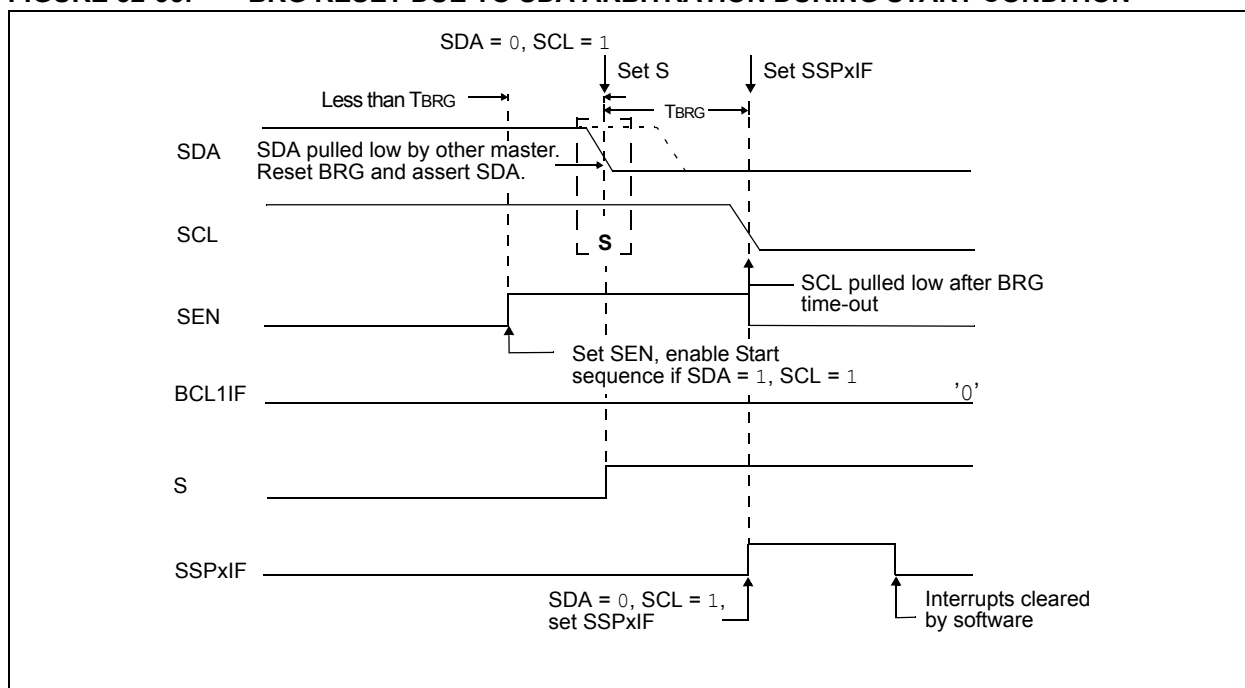 SDA = 0, SCL = 1
Set S
Set SSPxIF
Less than TBRG
TBRG
SDA
SDA pulled low by other master.
Reset BRG and assert SDA.
SCL
S
SCL pulled low after BRG
time-out
SEN
Set SEN, enable Start
sequence if SDA = 1, SCL = 1
BCL1IF
'0'
S
SSPxIF
SDA = 0, SCL = 1,
set SSPxIF
Interrupts cleared
by software